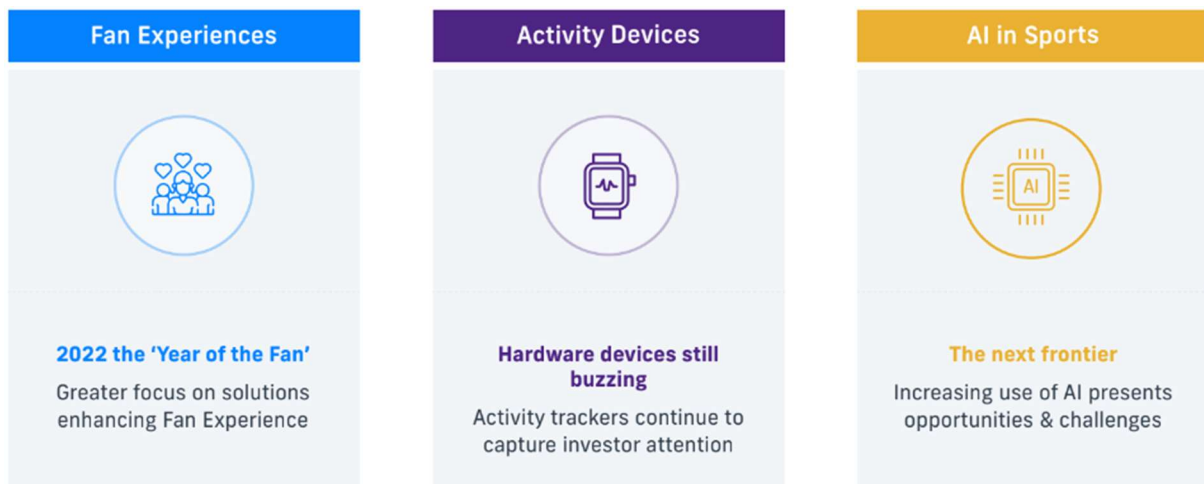 Fan Experiences
2022 the ‘Year of the Fan’
Greater focus on solutions
enhancing Fan Experience
Activity Devices
Hardware devices still
buzzing
Activity trackers continue to
capture investor attention
AI in Sports
AI
The next frontier
Increasing use of AI presents
opportunities & challenges